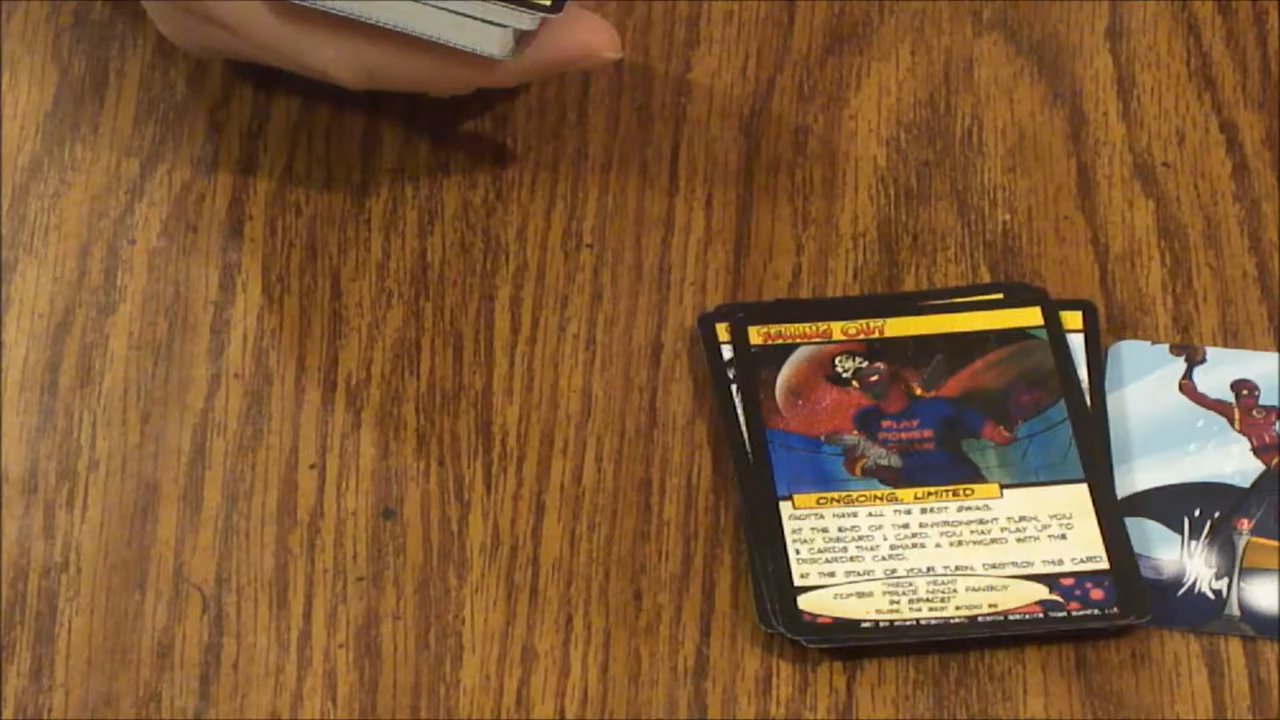 SELLING OUT
PLAY
POWER
DRAW
ONGOING, LIMITED
GOTTA HAVE ALL THE BEST SWAG.
AT THE END OF THE ENVIRONMENT TURN, YOU
MAY DISCARD 1 CARD. YOU MAY PLAY UP TO
3 CARDS THAT SHARE A KEYWORD WITH THE
DISCARDED CARD.
AT THE START OF YOUR TURN, DESTROY THIS CARD.
"HECK, YEAH!
ZOMBIE PIRATE NINJA FANBOY
IN SPACE!"